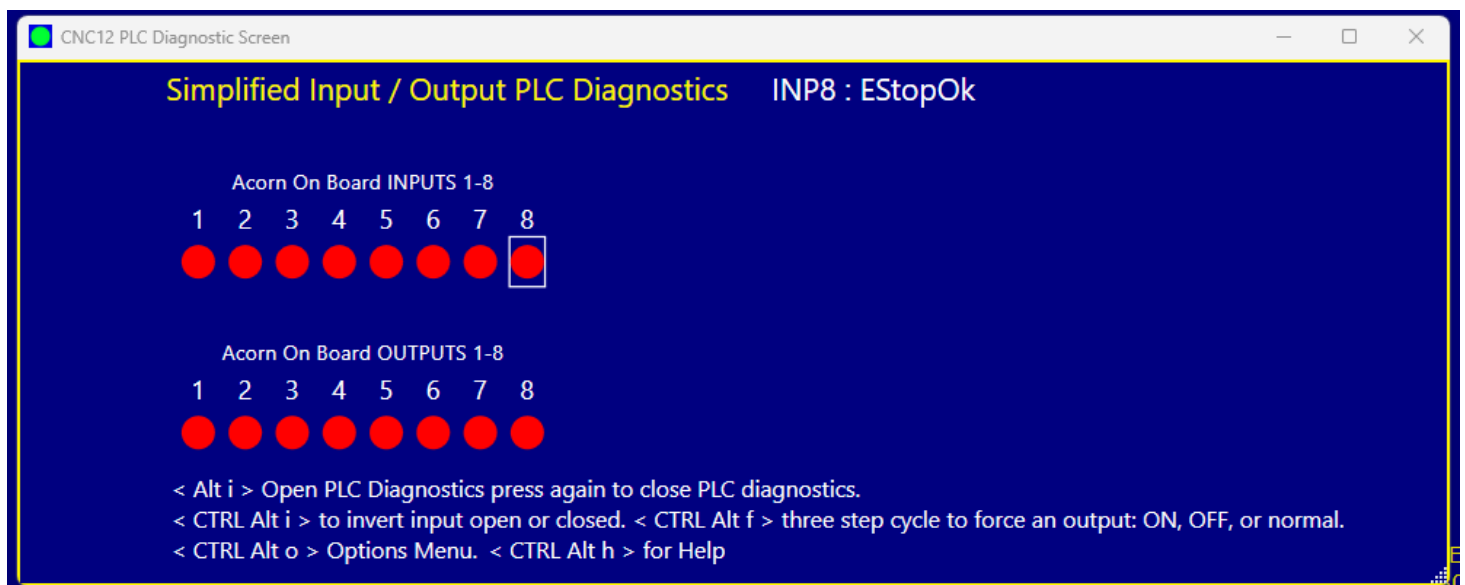 CNC12 PLC Diagnostic Screen
Simplified Input / Output PLC Diagnostics INP8 : EStopOk
Acorn On Board INPUTS 1-8
1 2 3 4 5 6 7 8
Acorn On Board OUTPUTS 1-8
1 2 3 4 5 6 7 8
< Alt i > Open PLC Diagnostics press again to close PLC diagnostics.
< CTRL Alt i > to invert input open or closed. < CTRL Alt f > three step cycle to force an output: ON, OFF, or normal.
< CTRL Alt o > Options Menu. < CTRL Alt h > for Help